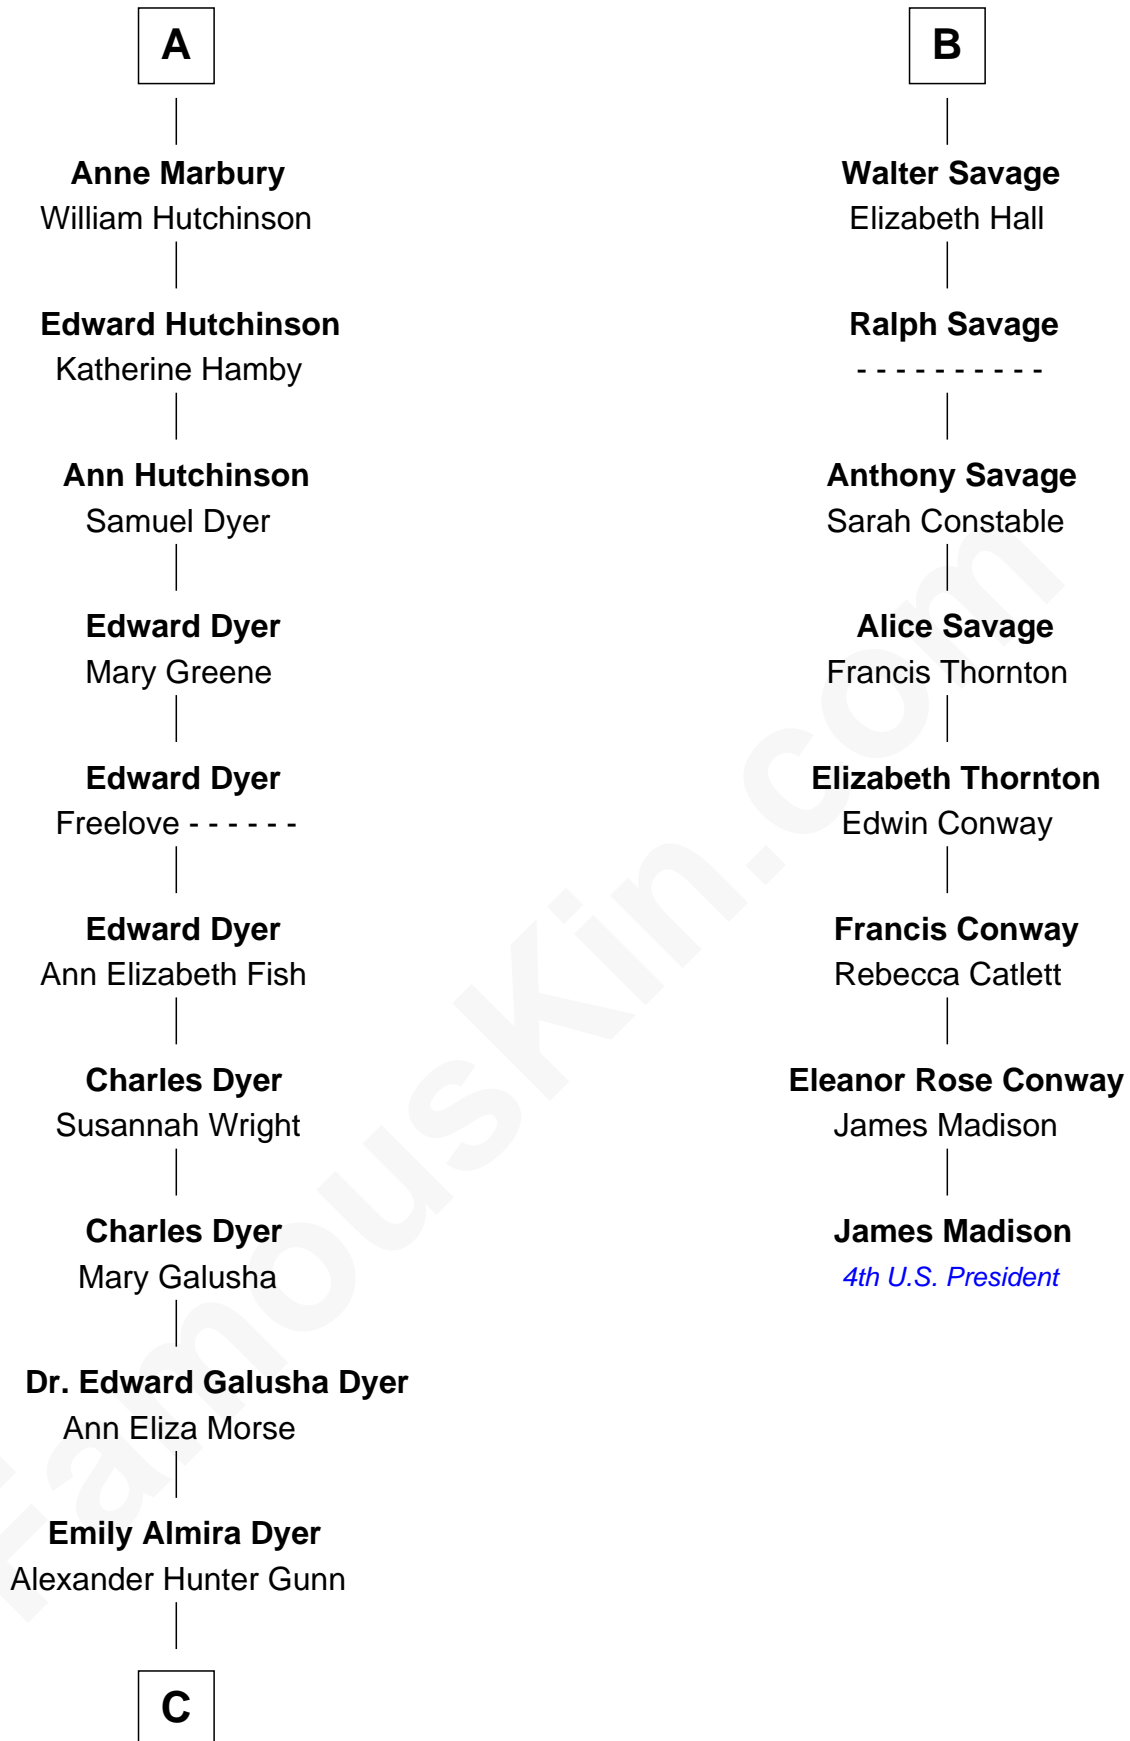 A
Anne Marbury
William Hutchinson
Edward Hutchinson
Katherine Hamby
Ann Hutchinson
Samuel Dyer
Edward Dyer
Mary Greene
Edward Dyer
Freelove - - - - - -
Edward Dyer
Ann Elizabeth Fish
Charles Dyer
Susannah Wright
Charles Dyer
Mary Galusha
Dr. Edward Galusha Dyer
Ann Eliza Morse
Emily Almira Dyer
Alexander Hunter Gunn
C
B
Walter Savage
Elizabeth Hall
Ralph Savage
- - - - - - - - - -
Anthony Savage
Sarah Constable
Alice Savage
Francis Thornton
Elizabeth Thornton
Edwin Conway
Francis Conway
Rebecca Catlett
Eleanor Rose Conway
James Madison
James Madison
4th U.S. President
FamousKin.com